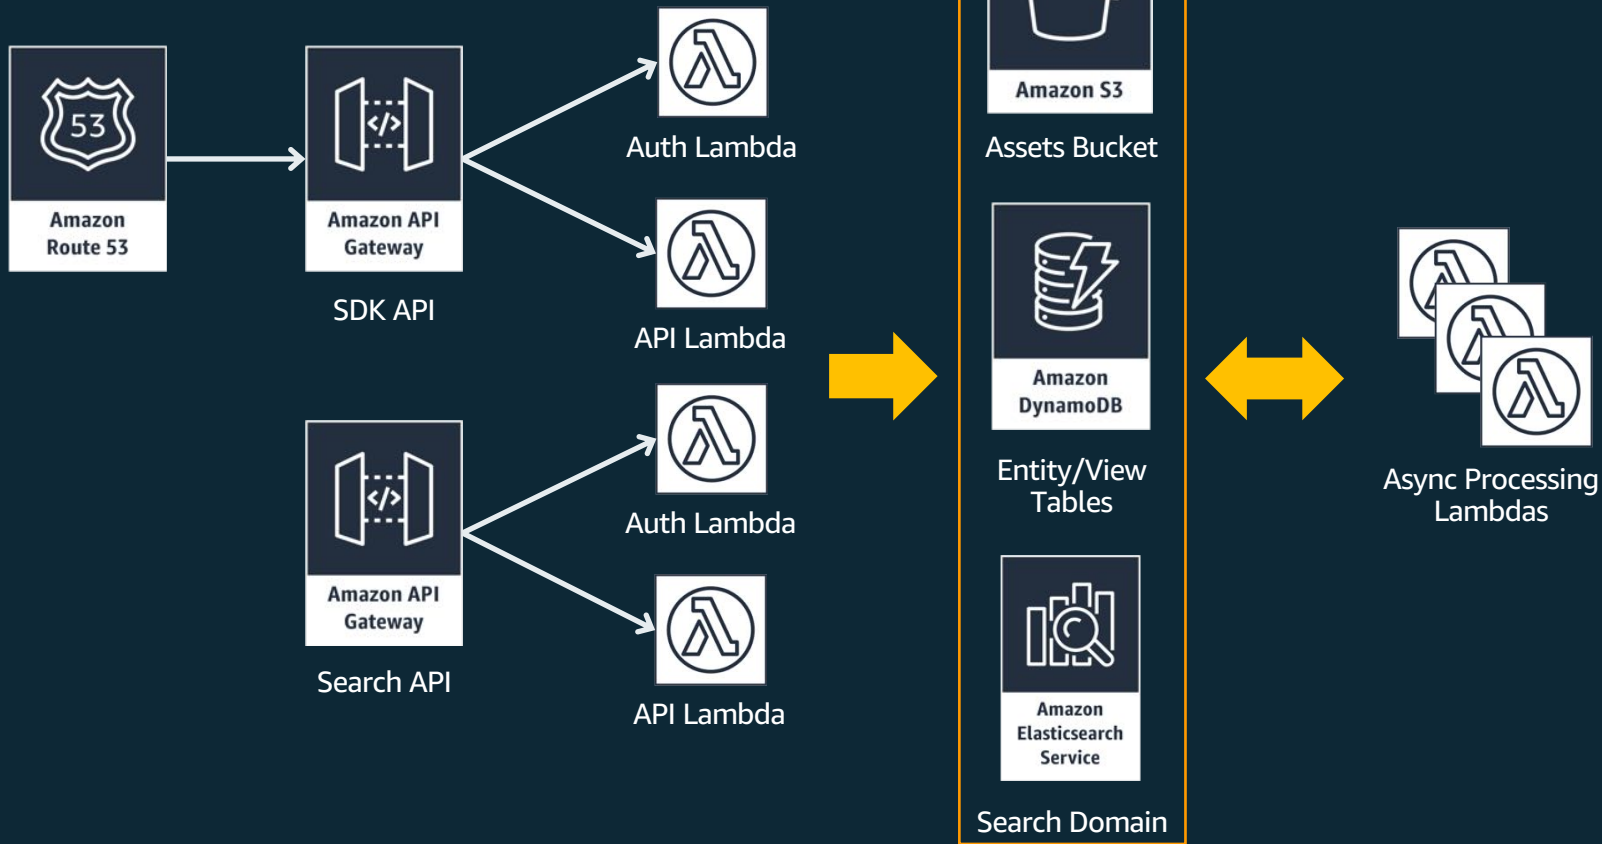 53
Amazon
Route 53
</>
Amazon API
Gateway
SDK API
Auth Lambda
API Lambda
</>
Amazon API
Gateway
Search API
Auth Lambda
API Lambda
Amazon S3
Assets Bucket
Amazon
DynamoDB
Entity/View
Tables
Amazon
Elasticsearch
Service
Search Domain
Async Processing
Lambdas